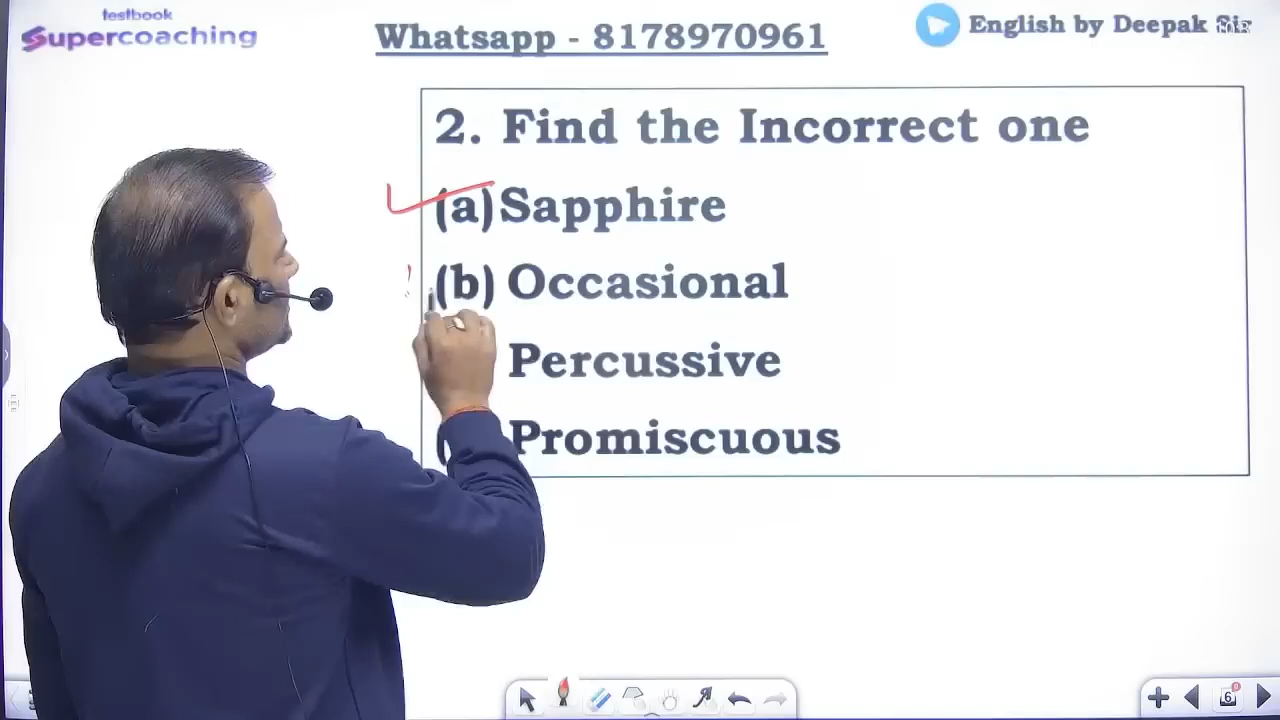 testbook
Supercoaching
Whatsapp - 8178970961
English by Deepak Sir
2. Find the Incorrect one
(a) Sapphire
(b) Occasional
Percussive
( Promiscuous
6